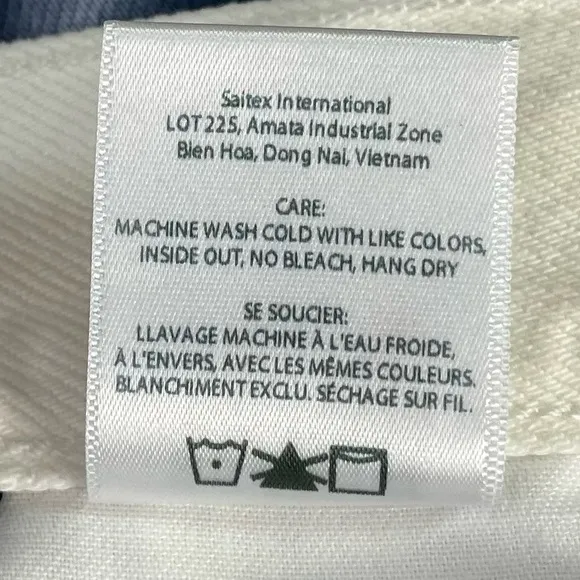 Saitex International
LOT225, Amata Industrial Zone
Bien Hoa, Dong Nai, Vietnam
CARE:
MACHINE WASH COLD WITH LIKE COLORS,
INSIDE OUT, NO BLEACH, HANG DRY
SE SOUCIER:
LLAVAGE MACHINE À L'EAU FROIDE,
À L'ENVERS, AVEC LES MÊMES COULEURS.
BLANCHIMENT EXCLU. SÉCHAGE SUR FIL.